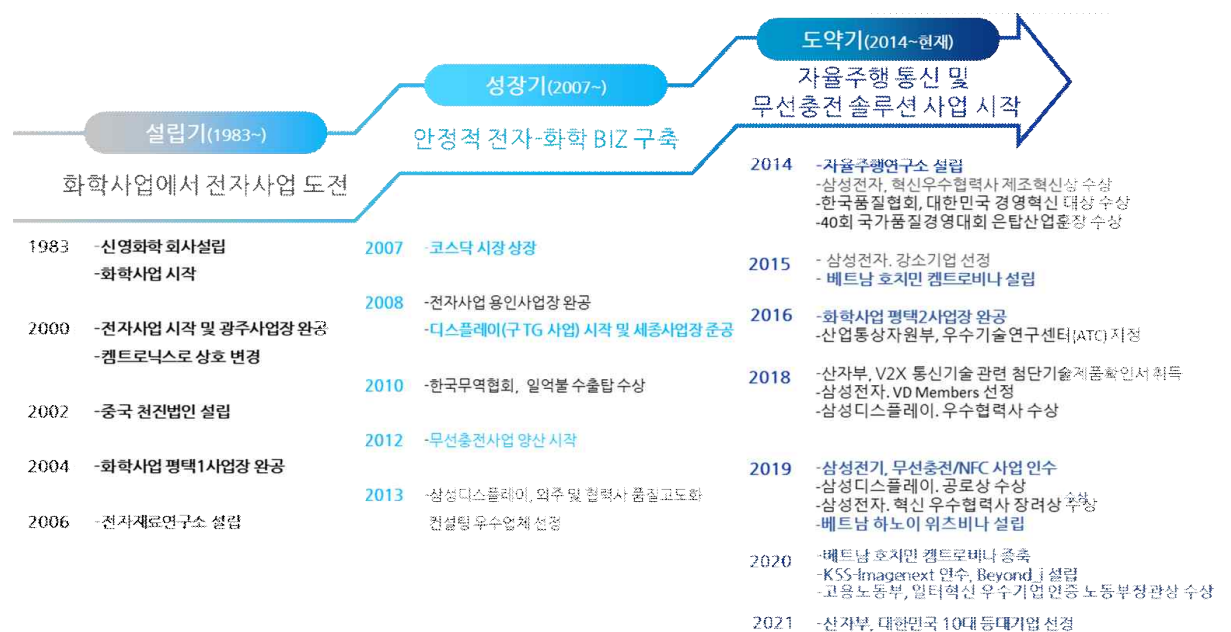 설립기(1983~)
화학사업에서 전자사업 도전
1983 -신영화학 회사설립
-화학사업 시작
2000 -전자사업 시작 및 광주사업장 완공
-켐트로닉스로 상호 변경
2002 -중국 천진법인 설립
2004 -화학사업 평택1사업장 완공
2006 -전자재료연구소 설립
성장기(2007~)
안정적 전자-화학 BIZ 구축
2007 -코스닥 시장 상장
2008 -전자사업 용인사업장 완공
-디스플레이(구 TG 사업) 시작 및 세종사업장 준공
2010 -한국무역협회, 일억불 수출탑 수상
2012 -무선충전사업 양산 시작
2013 -삼성디스플레이, 외주 및 협력사 품질고도화
컨설팅 우수업체 선정
도약기(2014~현재)
자율주행 통신 및
무선충전 솔루션 사업 시작
2014 -자율주행연구소 설립
-삼성전자, 혁신우수협력사 제조혁신상 수상
-한국품질협회, 대한민국 경영혁신 대상 수상
-40회 국가품질경영대회 은탑산업훈장 수상
2015 - 삼성전자. 강소기업 선정
- 베트남 호치민 켐트로비나 설립
2016 -화학사업 평택2사업장 완공
-산업통상자원부, 우수기술연구센터(ATC) 지정
2018 -산자부, V2X 통신기술 관련 첨단기술제품확인서 취득
-삼성전자. VD Members 선정
-삼성디스플레이. 우수협력사 수상
2019 -삼성전기, 무선충전/NFC 사업 인수
-삼성디스플레이. 공로상 수상
-삼성전자. 혁신 우수협력사 장려상 수상
-베트남 하노이 위츠비나 설립
2020 -베트남 호치민 켐트로비나 증축
-KSS-Imagenext 인수, Beyond_i 설립
-고용노동부, 일터혁신 우수기업 인증 노동부장관상 수상
2021 -산자부, 대한민국 10대 등대기업 선정